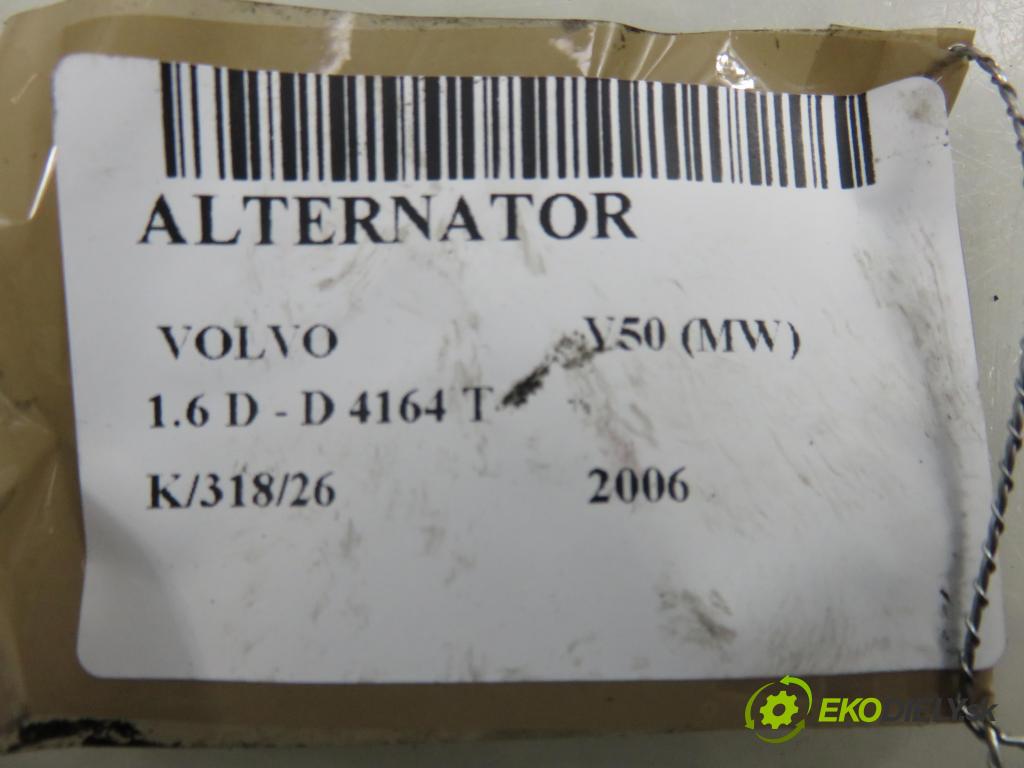 ALTERNATOR
VOLVO V50 (MW)
1.6 D - D 4164 T
K/318/26 2006
EKODIELY.sk